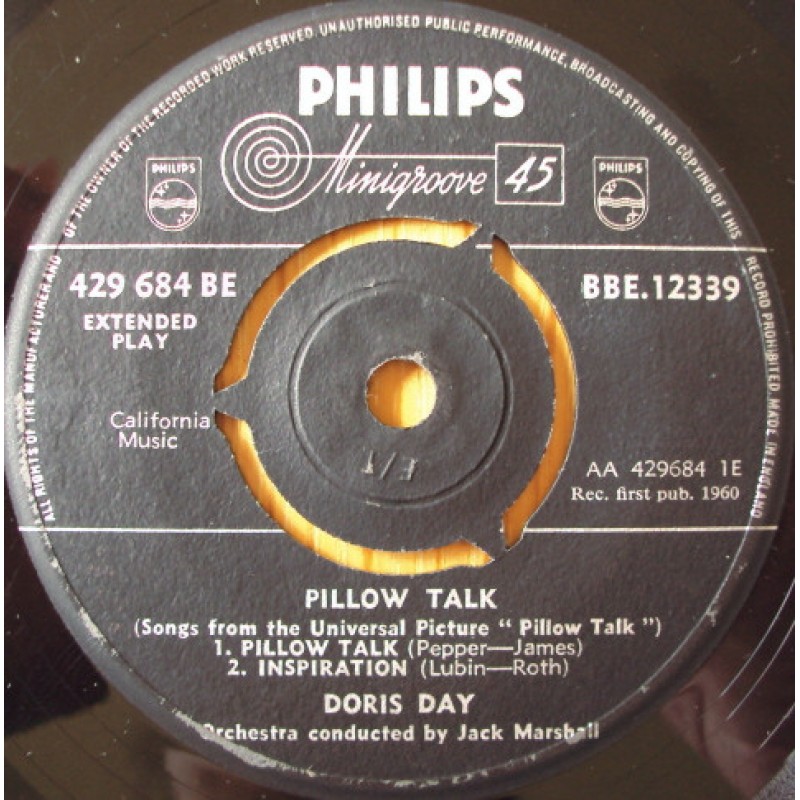 ALL RIGHTS OF THE MANUFACTURER AND OF THE OWNER OF THE RECORDED WORK RESERVED. UNAUTHORISED PUBLIC PERFORMANCE, BROADCASTING AND COPYING OF THIS RECORD PROHIBITED. MADE IN ENGLAND
PHILIPS
Minigroove 45
PHILIPS
PHILIPS
429 684 BE
BBE.12339
EXTENDED
PLAY
California
Music
AA 429684 1E
Rec. first pub. 1960
E/1
PILLOW TALK
(Songs from the Universal Picture “ Pillow Talk ”)
1. PILLOW TALK (Pepper—James)
2. INSPIRATION (Lubin—Roth)
DORIS DAY
Orchestra conducted by Jack Marshall